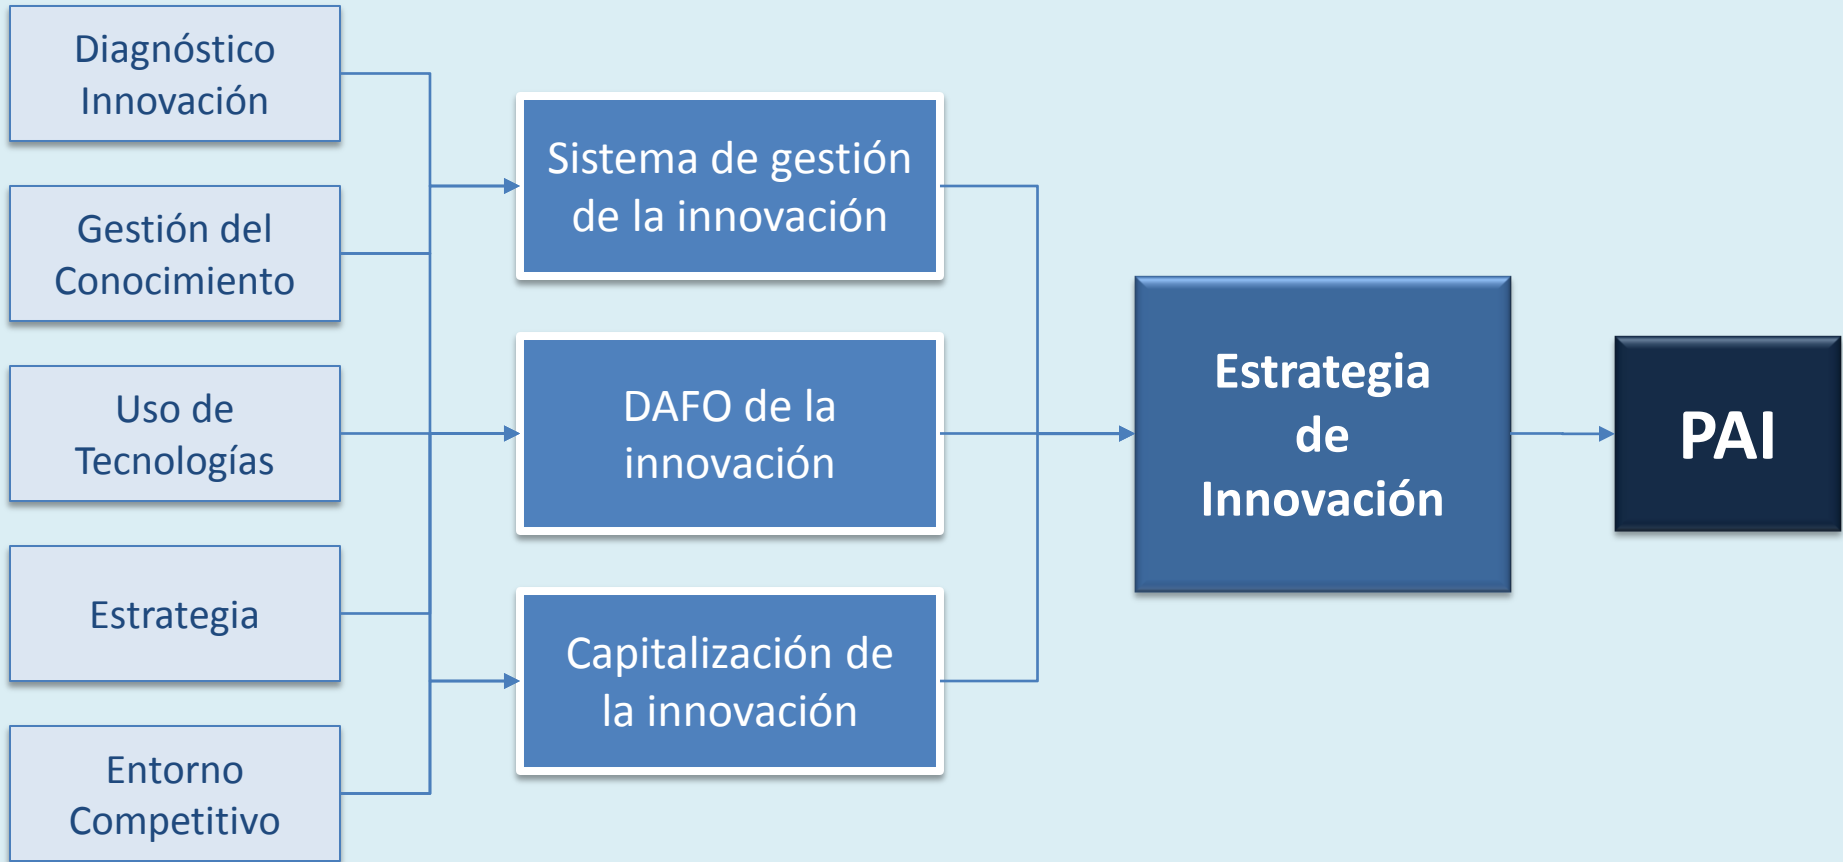 Diagnóstico
Innovación
Gestión del
Conocimiento
Uso de
Tecnologías
Estrategia
Entorno
Competitivo
Sistema de gestión
de la innovación
DAFO de la
innovación
Capitalización de
la innovación
Estrategia
de
Innovación
PAI